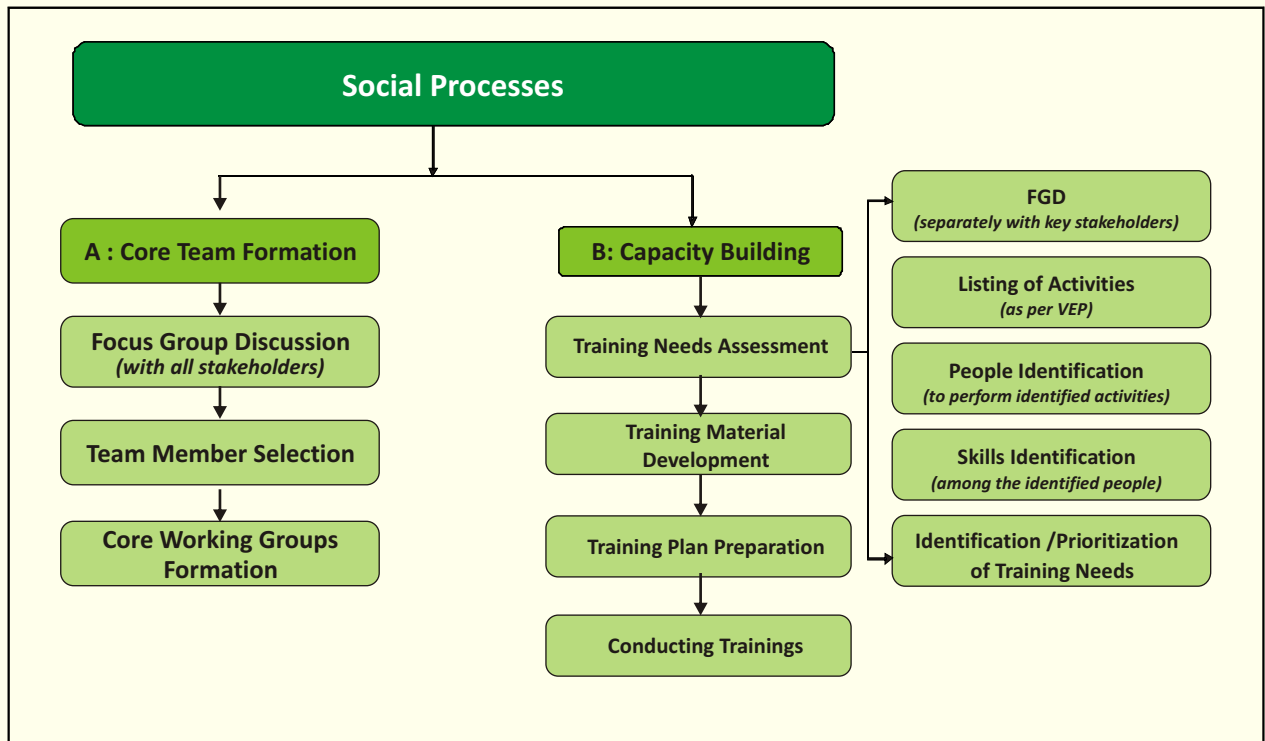 Social Processes
A : Core Team Formation
Focus Group Discussion
(with all stakeholders)
Team Member Selection
Core Working Groups
Formation
B: Capacity Building
Training Needs Assessment
Training Material
Development
Training Plan Preparation
Conducting Trainings
FGD
(separately with key stakeholders)
Listing of Activities
(as per VEP)
People Identification
(to perform identified activities)
Skills Identification
(among the identified people)
Identification /Prioritization
of Training Needs